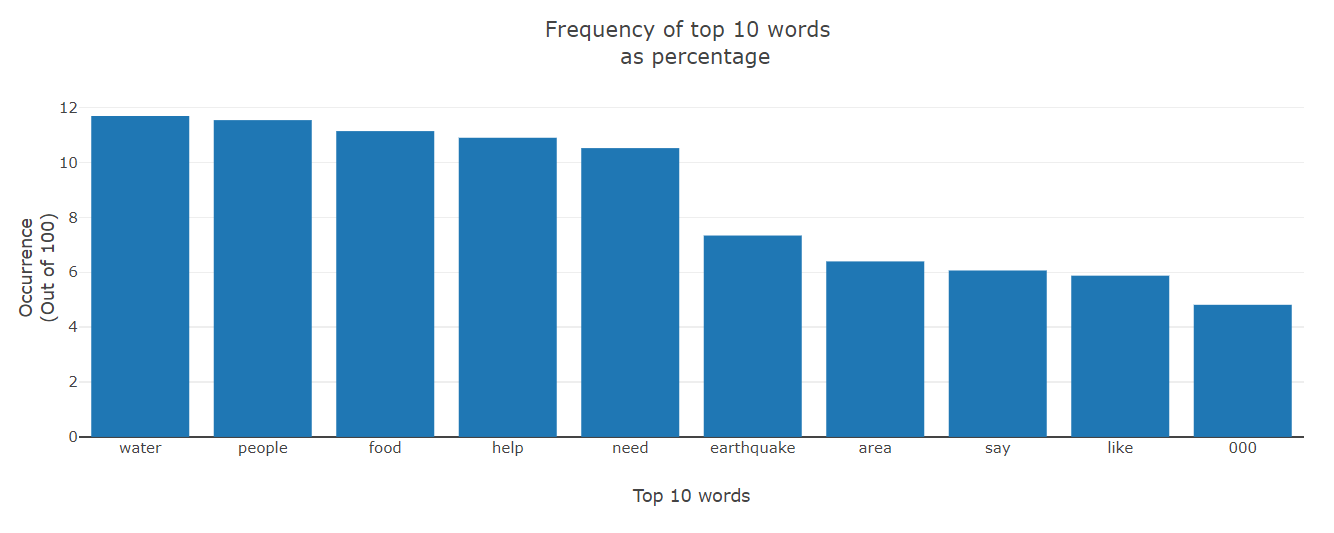 Frequency of top 10 words
as percentage
12
10
8
6
4
2
0
Occurrence
(Out of 100)
water people food help need earthquake area say like 000
Top 10 words